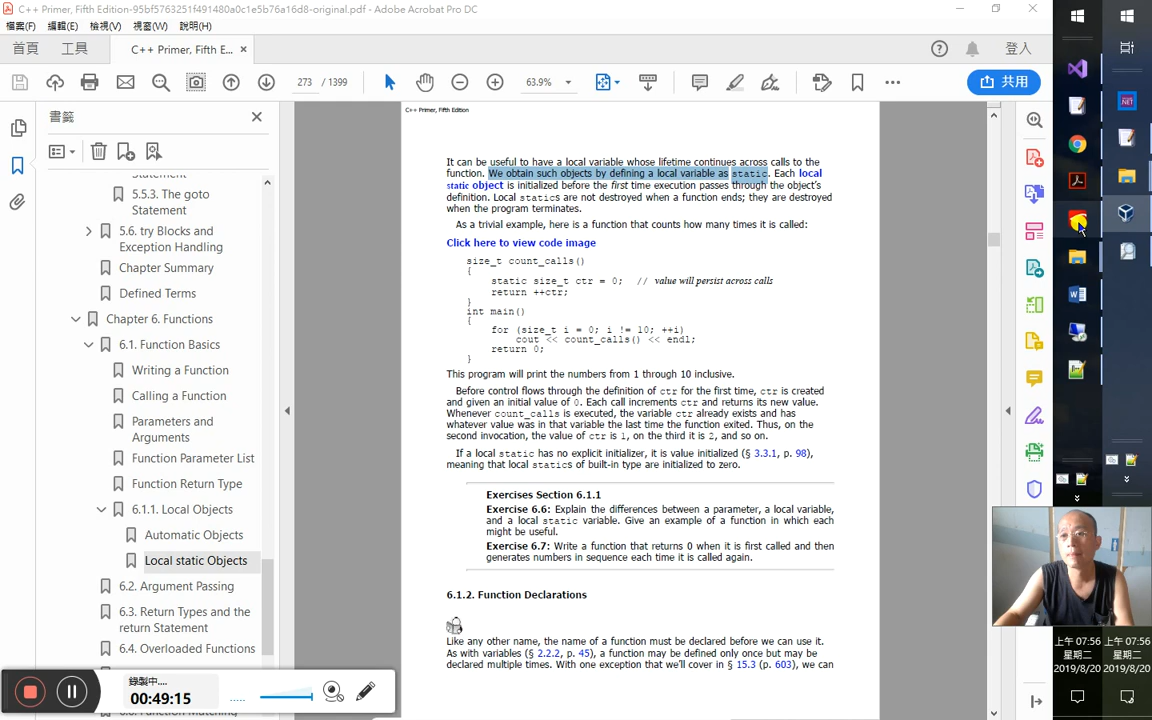 C++ Primer, Fifth Edition-95bf5763251f491480a0c1e5b76a16d8-original.pdf - Adobe Acrobat Pro DC
檔案(F) 編輯(E) 檢視(V) 視窗(W) 說明(H)
首頁 工具 C++ Primer, Fifth E... × 登入
273 / 1399 63.9% 共用
書籤
Statement
5.5.3. The goto
Statement
5.6. try Blocks and
Exception Handling
Chapter Summary
Defined Terms
Chapter 6. Functions
6.1. Function Basics
Writing a Function
Calling a Function
Parameters and
Arguments
Function Parameter List
Function Return Type
6.1.1. Local Objects
Automatic Objects
Local static Objects
6.2. Argument Passing
6.3. Return Types and the
return Statement
6.4. Overloaded Functions
C++ Primer, Fifth Edition
It can be useful to have a local variable whose lifetime continues across calls to the
function. We obtain such objects by defining a local variable as static. Each local
static object is initialized before the first time execution passes through the object's
definition. Local statics are not destroyed when a function ends; they are destroyed
when the program terminates.
As a trivial example, here is a function that counts how many times it is called:
Click here to view code image
size_t count_calls()
{
static size_t ctr = 0; // value will persist across calls
return ++ctr;
}
int main()
{
for (size_t i = 0; i != 10; ++i)
cout << count_calls() << endl;
return 0;
}
This program will print the numbers from 1 through 10 inclusive.
Before control flows through the definition of ctr for the first time, ctr is created
and given an initial value of 0. Each call increments ctr and returns its new value.
Whenever count_calls is executed, the variable ctr already exists and has
whatever value was in that variable the last time the function exited. Thus, on the
second invocation, the value of ctr is 1, on the third it is 2, and so on.
If a local static has no explicit initializer, it is value initialized (§ 3.3.1, p. 98),
meaning that local statics of built-in type are initialized to zero.
Exercises Section 6.1.1
Exercise 6.6: Explain the differences between a parameter, a local variable,
and a local static variable. Give an example of a function in which each
might be useful.
Exercise 6.7: Write a function that returns 0 when it is first called and then
generates numbers in sequence each time it is called again.
6.1.2. Function Declarations
Like any other name, the name of a function must be declared before we can use it.
As with variables (§ 2.2.2, p. 45), a function may be defined only once but may be
declared multiple times. With one exception that we'll cover in § 15.3 (p. 603), we can
錄製中....
00:49:15
上午 07:56 上午 07:56
星期二 星期二
2019/8/20 2019/8/20
.NET